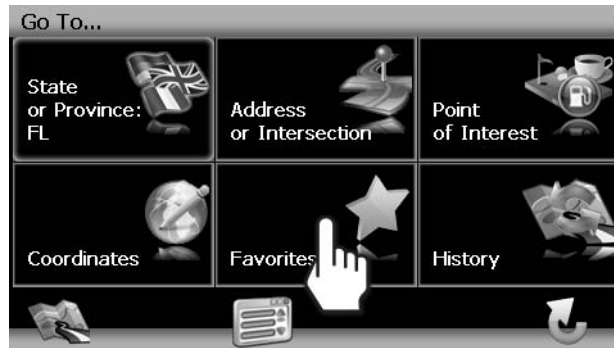 Go To...
State
or Province:
FL
Address
or Intersection
Point
of Interest
Coordinates
Favorites
History